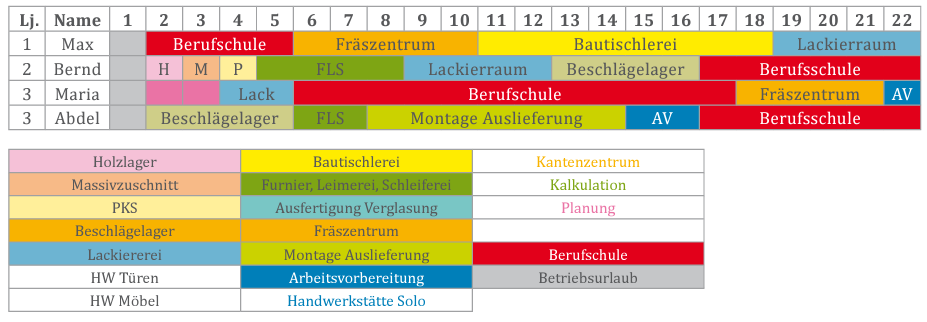 Lj. Name 1 2 3 4 5 6 7 8 9 10 11 12 13 14 15 16 17 18 19 20 21 22
1 Max Berufschule Fräszentrum Bautischlerei Lackierraum
2 Bernd H M P FLS Lackierraum Beschlägelager Berufsschule
3 Maria Lack Berufschule Fräszentrum AV
3 Abdel Beschlägelager FLS Montage Auslieferung AV Berufsschule
Holzlager Bautischlerei Kantenzentrum
Massivzuschnitt Furnier, Leimerei, Schleiferei Kalkulation
PKS Ausfertigung Verglasung Planung
Beschlägelager Fräszentrum
Lackiererei Montage Auslieferung Berufschule
HW Türen Arbeitsvorbereitung Betriebsurlaub
HW Möbel Handwerkstätte Solo